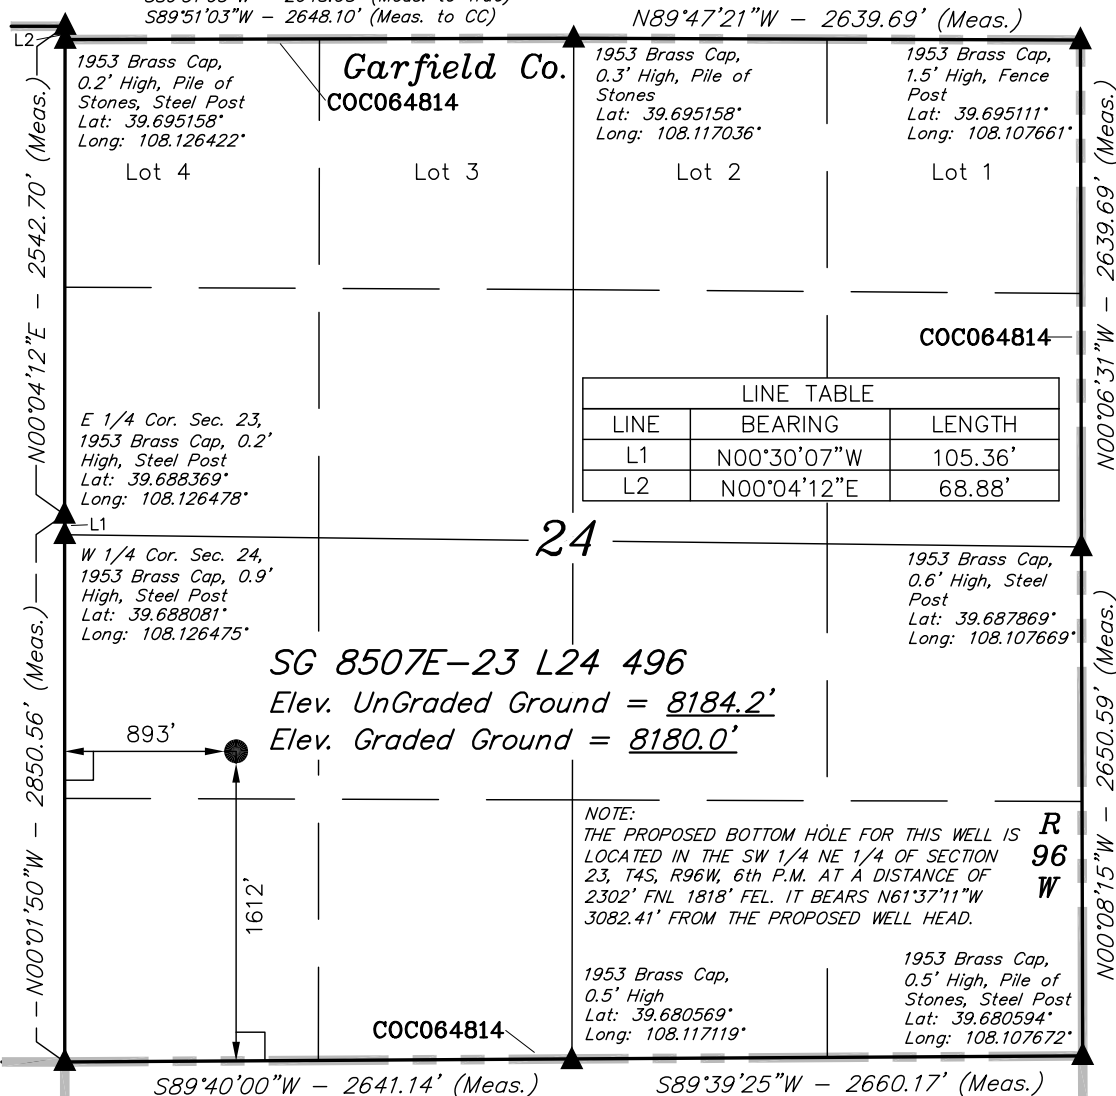 S89°51'03"W - 2648.10' (Meas. to CC)
N89°47'21"W - 2639.69' (Meas.)
L2
1953 Brass Cap,
0.2' High, Pile of
Stones, Steel Post
Lat: 39.695158°
Long: 108.126422°
Garfield Co.
COC064814
1953 Brass Cap,
0.3' High, Pile of
Stones
Lat: 39.695158°
Long: 108.117036°
1953 Brass Cap,
1.5' High, Fence
Post
Lat: 39.695111°
Long: 108.107661°
Lot 4
Lot 3
Lot 2
Lot 1
N00°04'12"E - 2542.70' (Meas.)
N00°06'31"W - 2639.69' (Meas.)
COC064814
LINE TABLE
LINE BEARING LENGTH
L1 N00°30'07"W 105.36'
L2 N00°04'12"E 68.88'
E 1/4 Cor. Sec. 23,
1953 Brass Cap, 0.2'
High, Steel Post
Lat: 39.688369°
Long: 108.126478°
L1
24
W 1/4 Cor. Sec. 24,
1953 Brass Cap, 0.9'
High, Steel Post
Lat: 39.688081°
Long: 108.126475°
1953 Brass Cap,
0.6' High, Steel
Post
Lat: 39.687869°
Long: 108.107669°
SG 8507E-23 L24 496
Elev. UnGraded Ground = 8184.2'
Elev. Graded Ground = 8180.0'
893'
1612'
N00°01'50"W - 2850.56' (Meas.)
N00°08'15"W - 2650.59' (Meas.)
NOTE:
THE PROPOSED BOTTOM HOLE FOR THIS WELL IS
LOCATED IN THE SW 1/4 NE 1/4 OF SECTION
23, T4S, R96W, 6th P.M. AT A DISTANCE OF
2302' FNL 1818' FEL. IT BEARS N61°37'11"W
3082.41' FROM THE PROPOSED WELL HEAD.
R
96
W
1953 Brass Cap,
0.5' High
Lat: 39.680569°
Long: 108.117119°
1953 Brass Cap,
0.5' High, Pile of
Stones, Steel Post
Lat: 39.680594°
Long: 108.107672°
COC064814
S89°40'00"W - 2641.14' (Meas.)
S89°39'25"W - 2660.17' (Meas.)